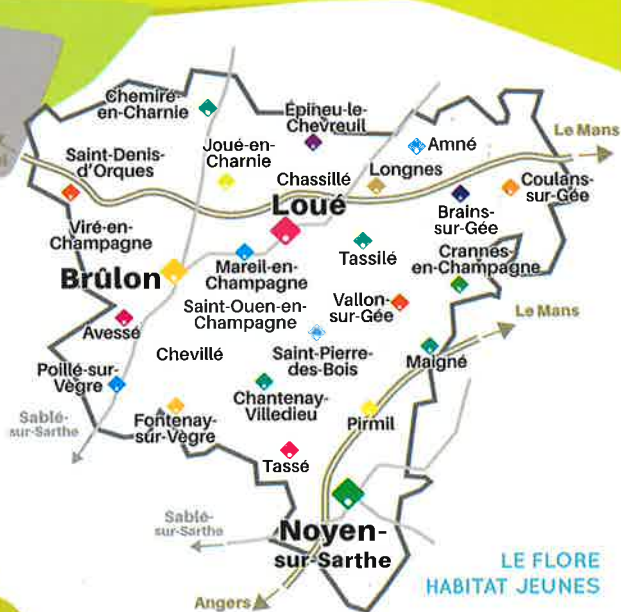 Chemiré-
en-Charnie
Épineu-le-
Chevreuil
Amné
Le Mans
Joué-en-
Charnie
Saint-Denis-
d'Orques
Chassillé
Longnes
Coulans-
sur-Gée
Loué
Brains-
sur-Gée
Viré-en-
Champagne
Tassilé
Crannes-
en-Champagne
Brûlon
Mareil-en-
Champagne
Saint-Ouen-en-
Champagne
Vallon-
sur-Gée
Le Mans
Avessé
Chevillé
Saint-Pierre-
des-Bois
Maigné
Poillé-sur-
Vègre
Chantenay-
Villedieu
Sablé-
sur-Sarthe
Fontenay-
sur-Vègre
Pirmil
Tassé
Sablé-
sur-Sarthe
Noyen-
sur-Sarthe
LE FLORE
HABITAT JEUNES
Angers